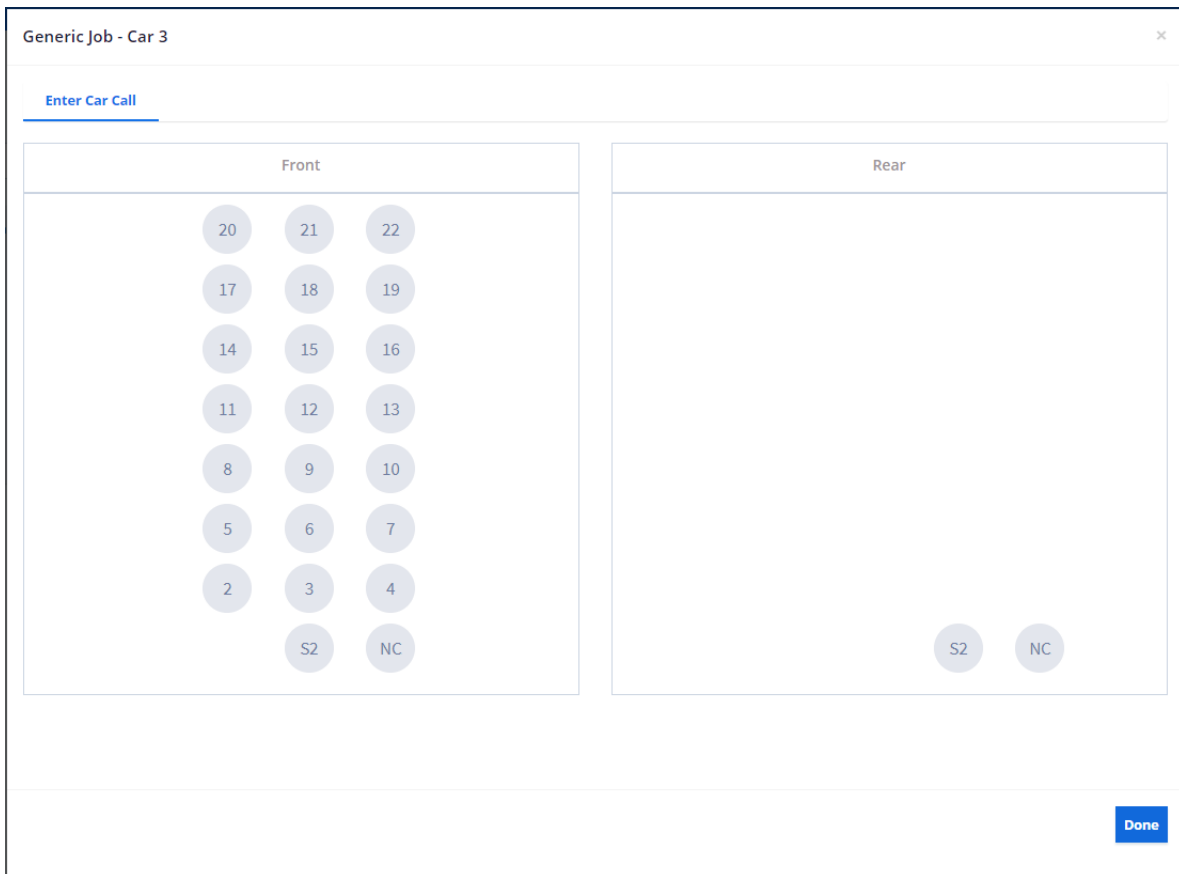 Generic Job - Car 3
×
Enter Car Call
Front
20 21 22
17 18 19
14 15 16
11 12 13
8 9 10
5 6 7
2 3 4
S2 NC
Rear
S2 NC
Done